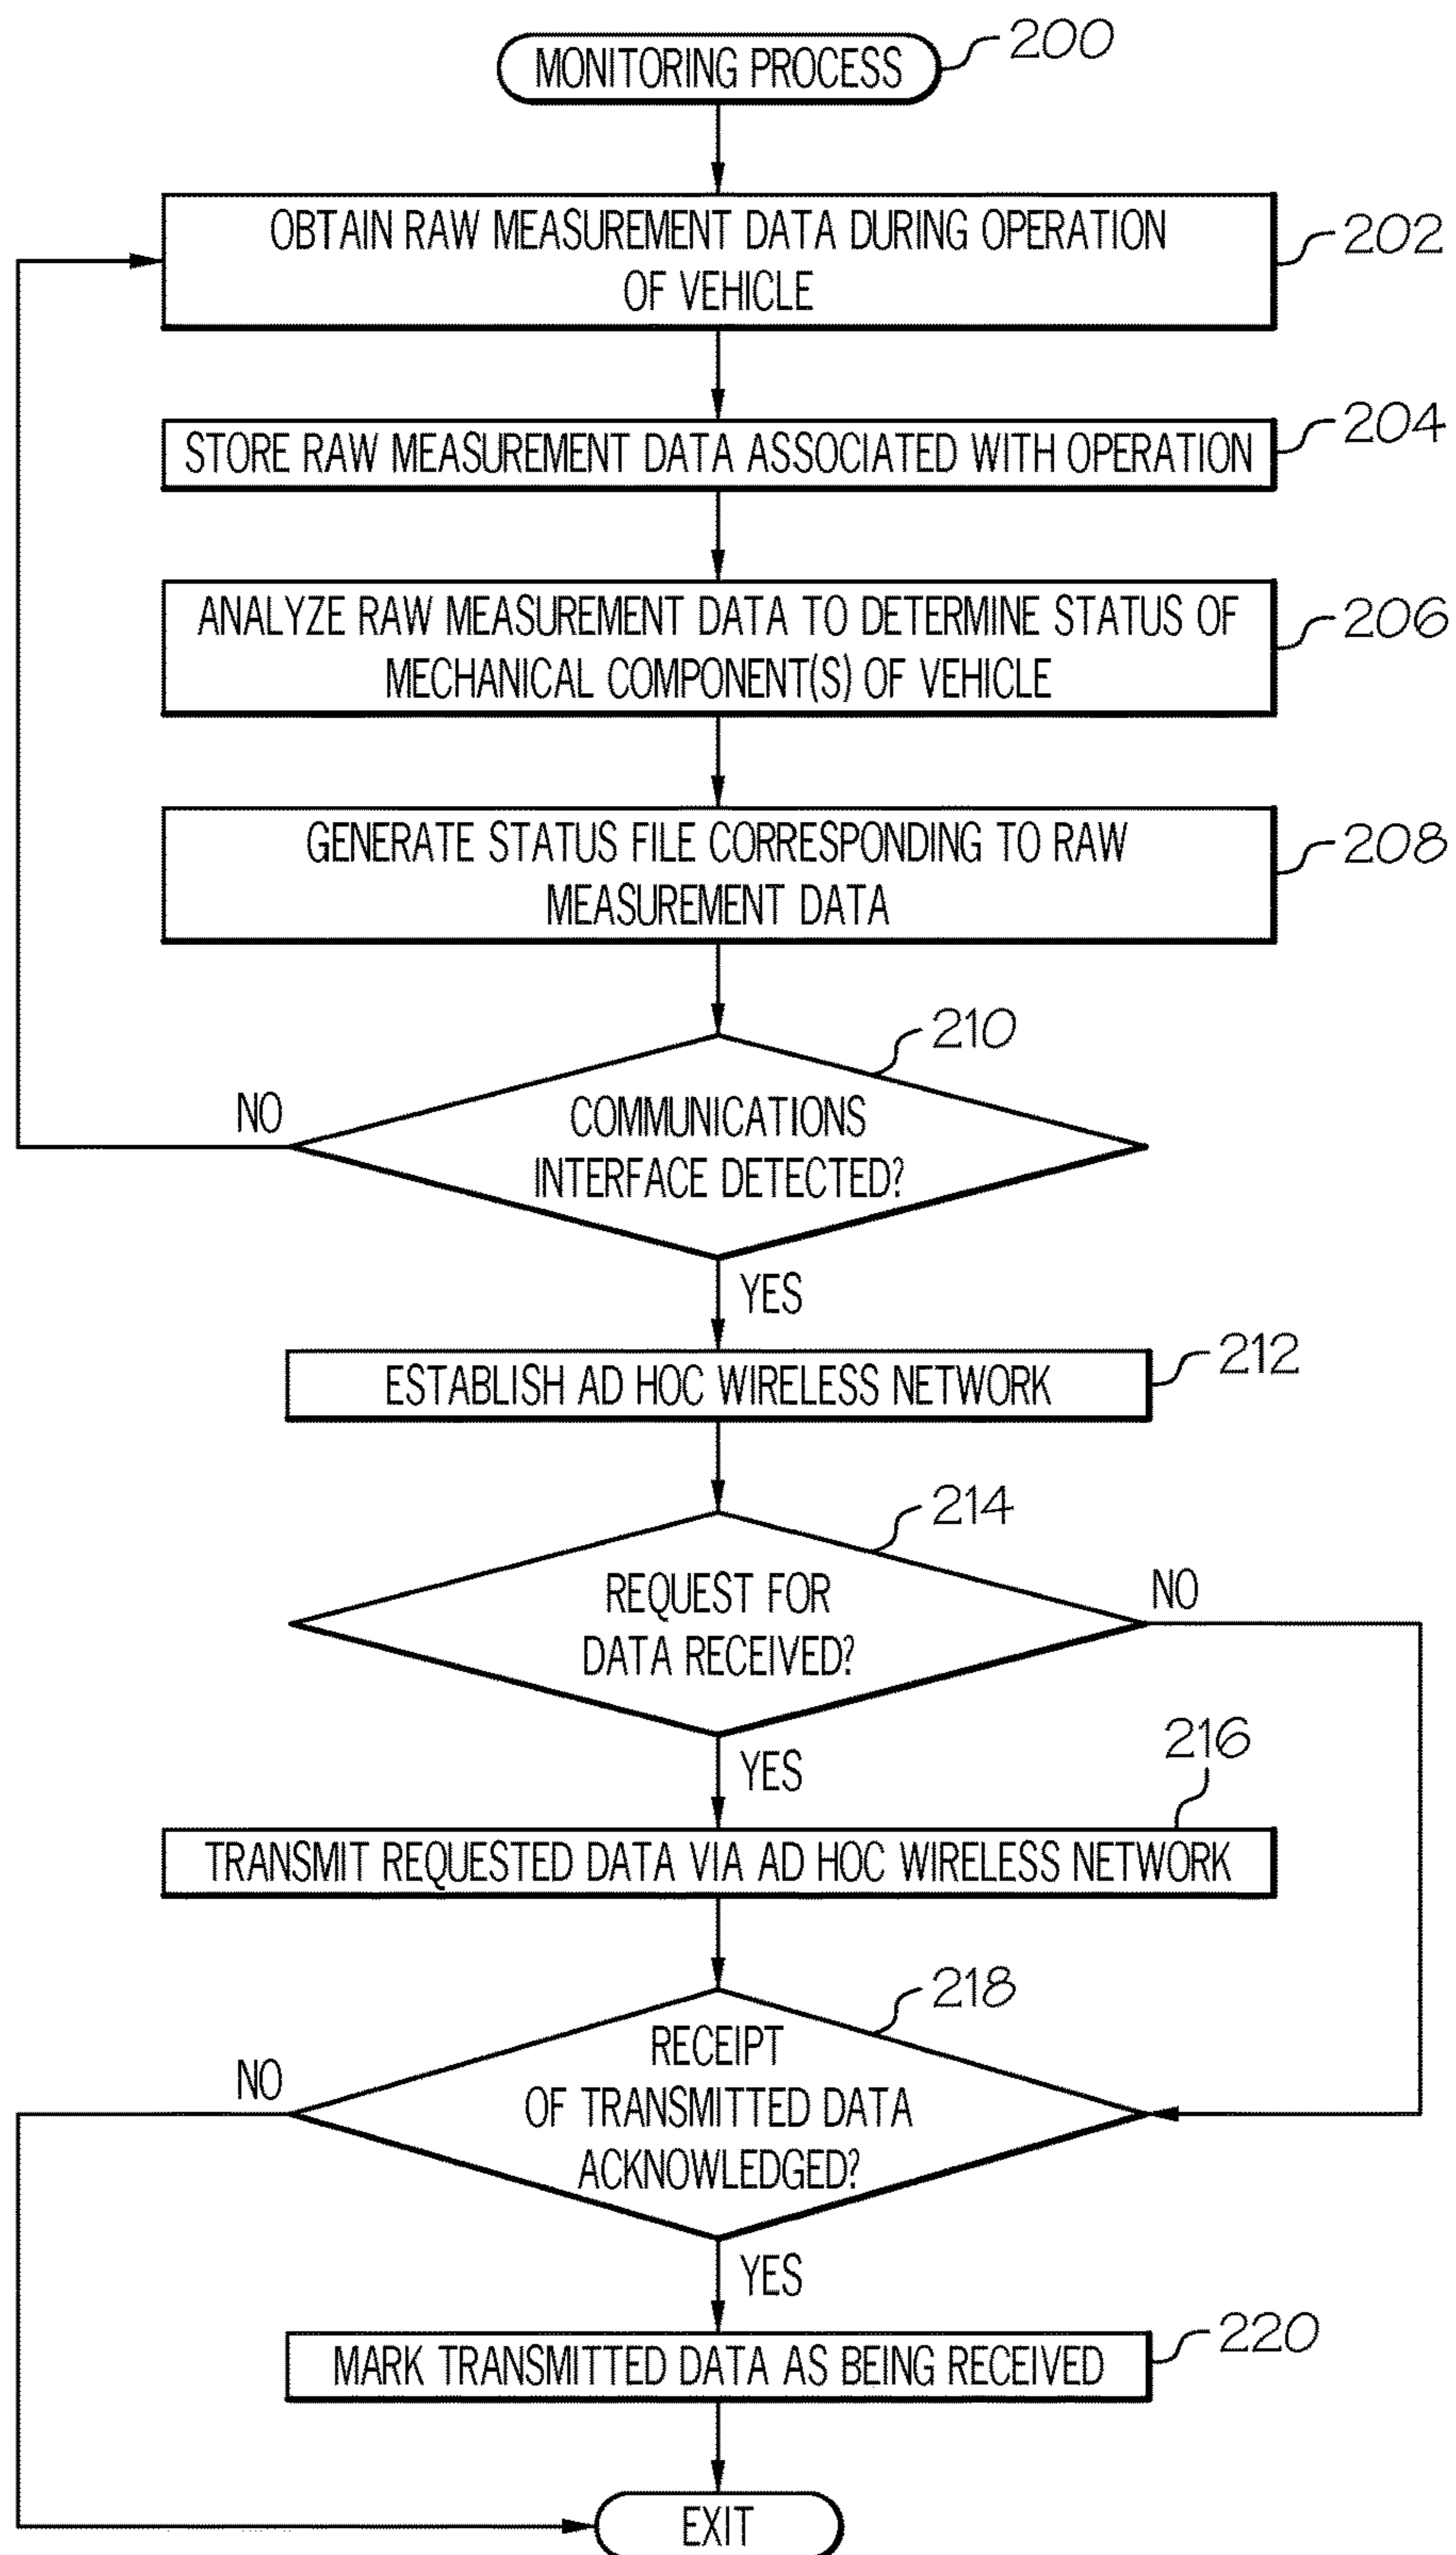 MONITORING PROCESS
200
OBTAIN RAW MEASUREMENT DATA DURING OPERATION
OF VEHICLE
202
STORE RAW MEASUREMENT DATA ASSOCIATED WITH OPERATION
204
ANALYZE RAW MEASUREMENT DATA TO DETERMINE STATUS OF
MECHANICAL COMPONENT(S) OF VEHICLE
206
GENERATE STATUS FILE CORRESPONDING TO RAW
MEASUREMENT DATA
208
210
NO
COMMUNICATIONS
INTERFACE DETECTED?
YES
ESTABLISH AD HOC WIRELESS NETWORK
212
214
REQUEST FOR
DATA RECEIVED?
NO
YES
216
TRANSMIT REQUESTED DATA VIA AD HOC WIRELESS NETWORK
218
NO
RECEIPT
OF TRANSMITTED DATA
ACKNOWLEDGED?
YES
MARK TRANSMITTED DATA AS BEING RECEIVED
220
EXIT